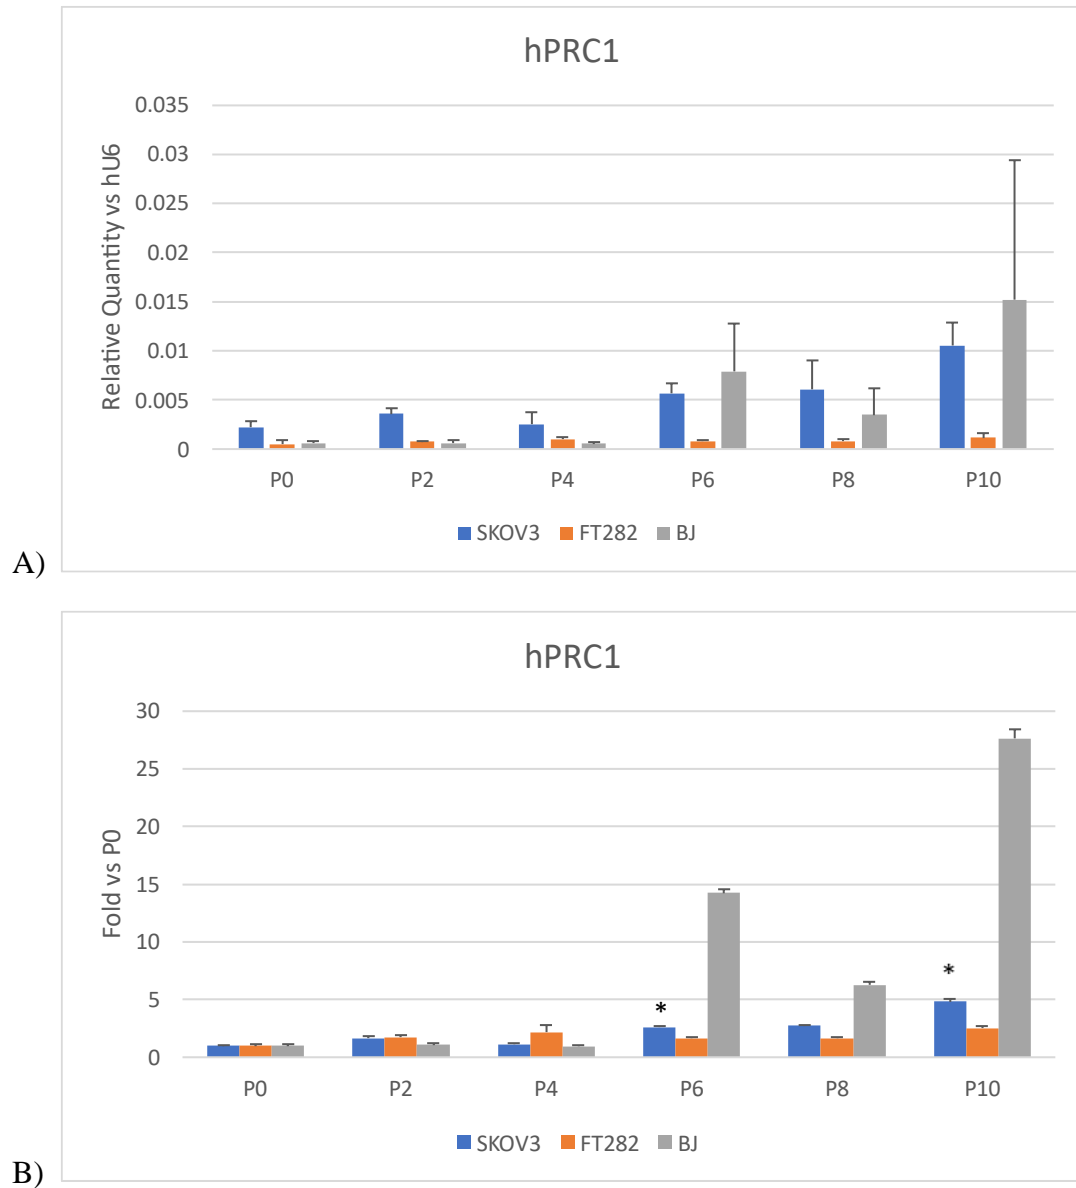 hPRC1
Relative Quantity vs hU6
0.035
0.03
0.025
0.02
0.015
0.01
0.005
0
P0 P2 P4 P6 P8 P10
SKOV3 FT282 BJ
A)
hPRC1
Fold vs P0
30
25
20
15
10
5
0
*
*
P0 P2 P4 P6 P8 P10
SKOV3 FT282 BJ
B)